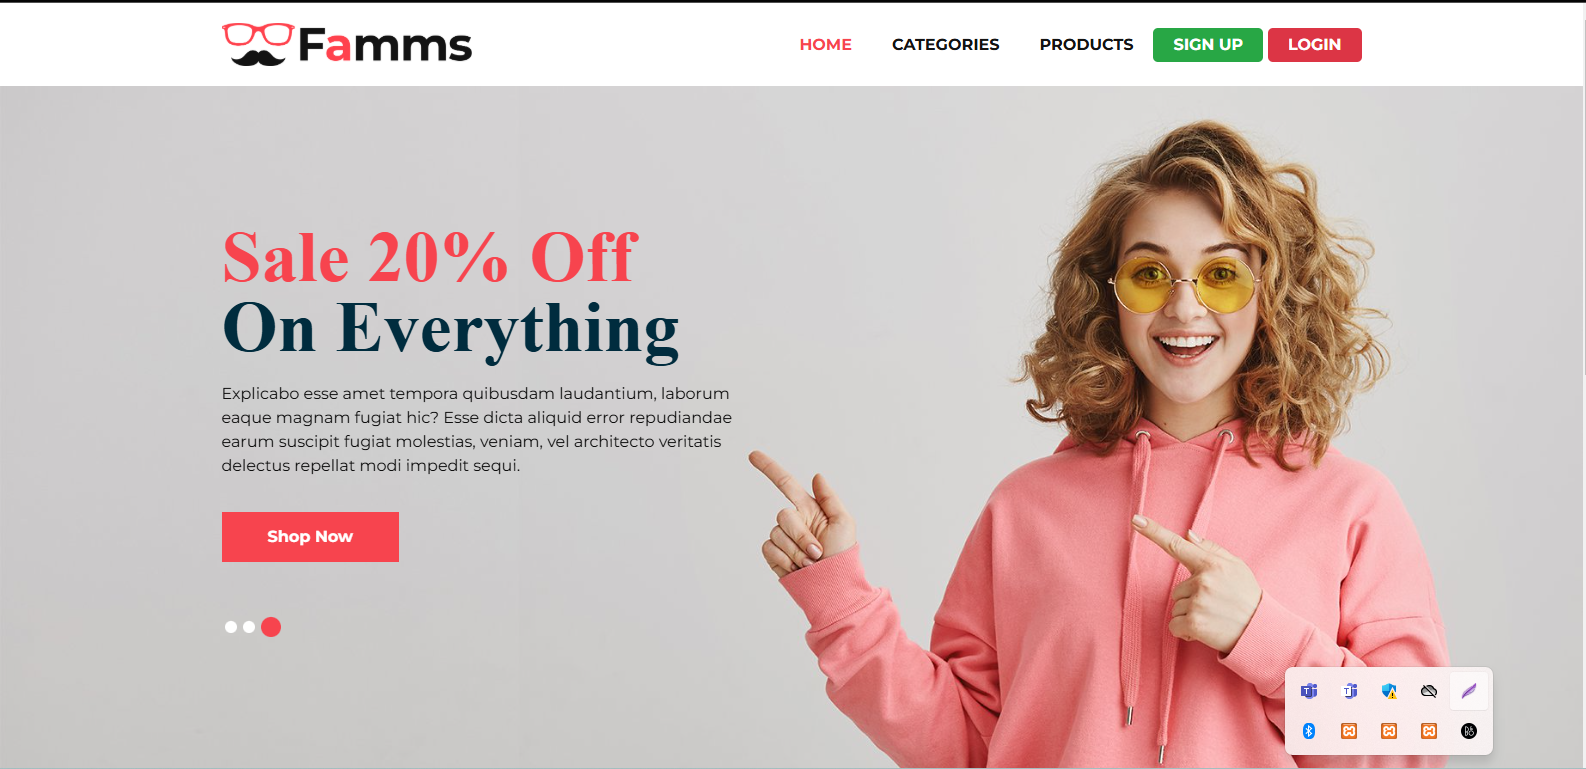 Famms
HOME CATEGORIES PRODUCTS SIGN UP LOGIN
Sale 20% Off
On Everything
Explicabo esse amet tempora quibusdam laudantium, laborum
eaque magnam fugiat hic? Esse dicta aliquid error repudiandae
earum suscipit fugiat molestias, veniam, vel architecto veritatis
delectus repellat modi impedit sequi.
Shop Now